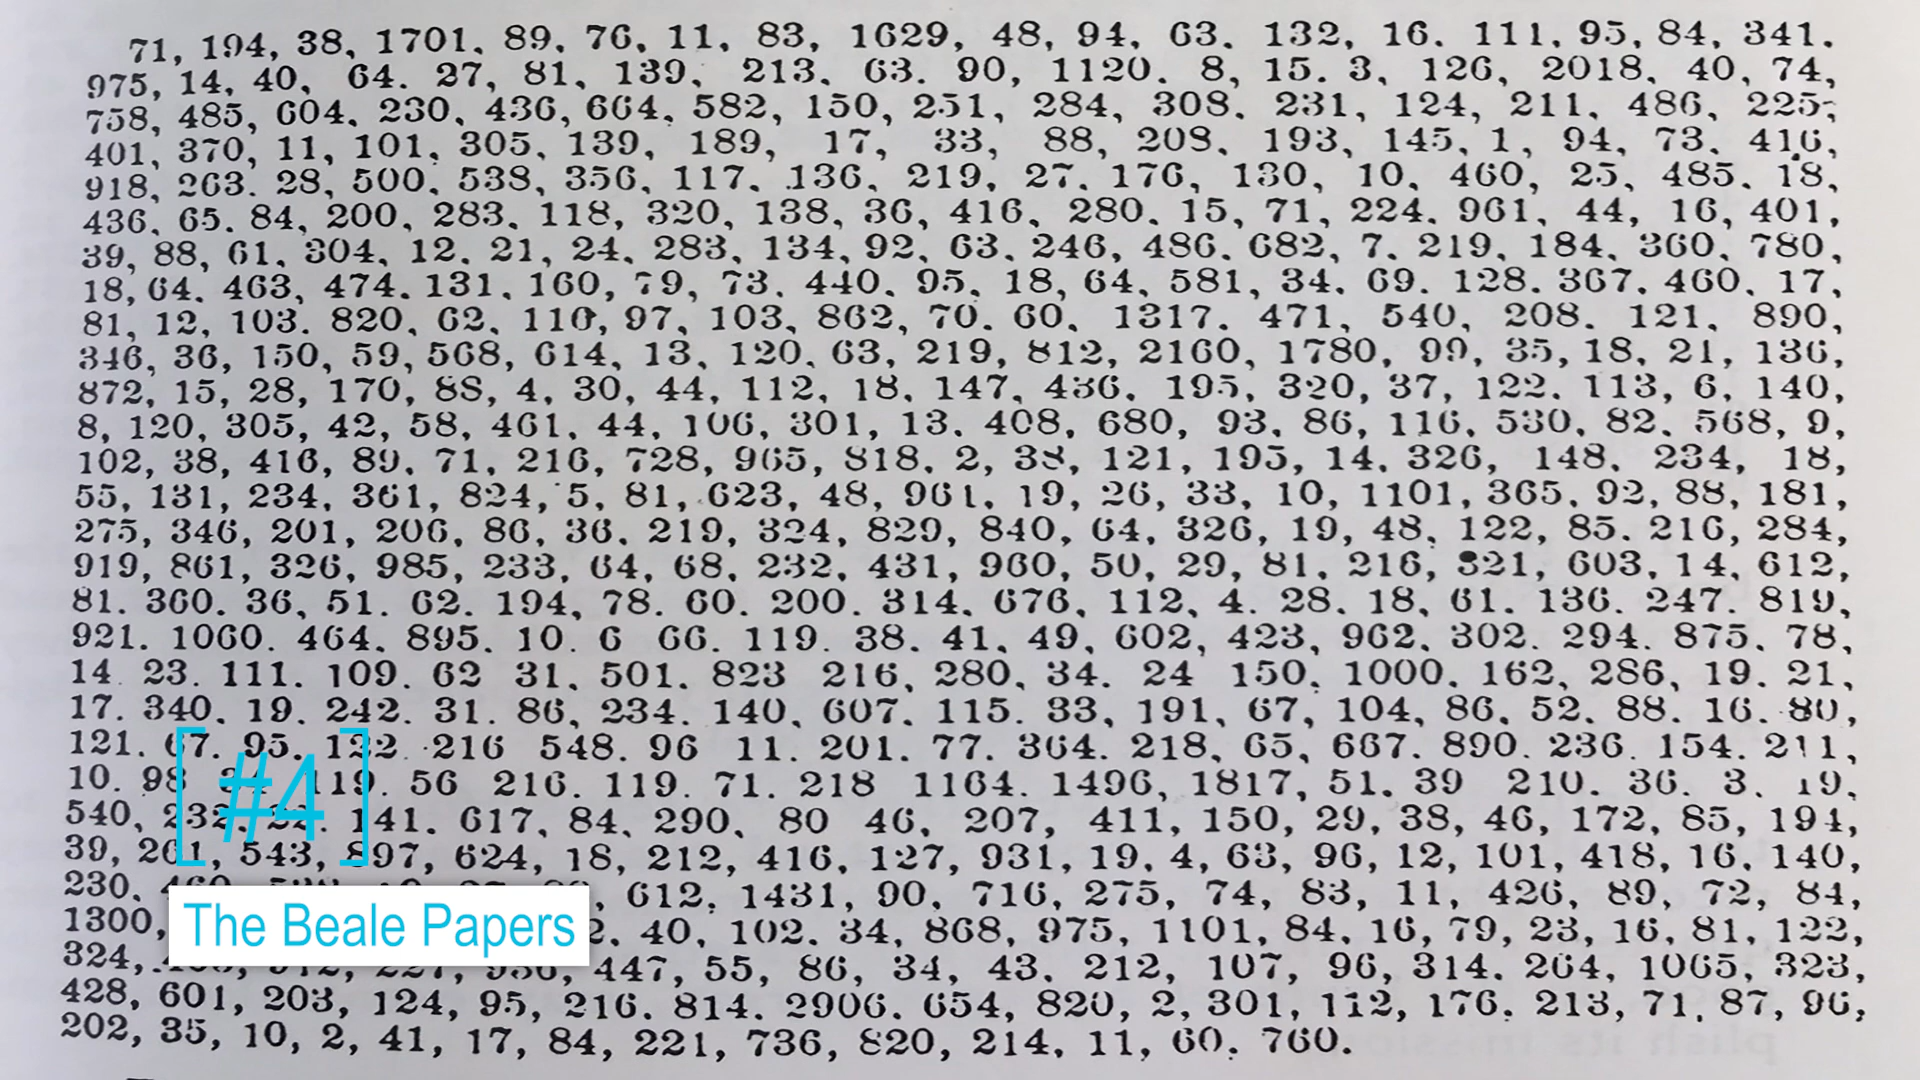 71, 194, 38, 1701, 89, 76, 11, 83, 1629, 48, 94, 63. 132, 16. 111, 95, 84, 341.
975, 14, 40, 64. 27, 81, 139, 213. 63. 90, 1120. 8, 15. 3, 126, 2018, 40, 74,
758, 485, 604, 230, 436, 664, 582, 150, 251, 284, 308. 231, 124, 211, 486, 225,
401, 370, 11, 101, 305, 139, 189, 17, 33, 88, 208. 193, 145, 1, 94, 73. 416,
918, 263. 28, 500, 538, 356, 117. 136, 219, 27. 176, 130, 10, 460, 25, 485. 18,
436, 65. 84, 200, 283, 118, 320, 138, 36, 416, 280. 15, 71, 224. 961, 44, 16, 401,
39, 88, 61, 304, 12. 21, 24, 283, 134, 92, 63. 246, 486. 682, 7. 219, 184, 360, 780,
18, 64. 463, 474. 131, 160, 79, 73. 440. 95, 18, 64, 581, 34. 69. 128. 367. 460. 17,
81, 12, 103. 820, 62, 110, 97, 103, 862, 70. 60, 1317. 471, 540, 208. 121, 890,
346, 36, 150, 59, 568, 614, 13, 120, 63, 219, 812, 2160, 1780, 99, 35, 18, 21, 136,
872, 15, 28, 170, 88, 4, 30, 44, 112, 18, 147, 436. 195, 320, 37, 122. 113, 6, 140,
8, 120, 305, 42, 58, 461, 44, 106, 301, 13. 408, 680, 93, 86, 116, 530, 82. 568, 9,
102, 38, 416, 89, 71, 216, 728, 965, 818. 2, 38, 121, 195, 14. 326, 148. 234, 18,
55, 131, 234, 361, 824, 5, 81, 623, 48, 961, 19, 26, 33, 10, 1101, 365, 92, 88, 181,
275, 346, 201, 206, 86, 36, 219, 324, 829, 840, 64, 326, 19, 48, 122, 85. 216, 284,
919, 861, 326, 985, 233, 64, 68, 232, 431, 960, 50, 29, 81, 216, 321, 603, 14, 612,
81. 360. 36, 51. 62. 194, 78. 60. 200. 314, 676, 112, 4. 28. 18, 61. 136. 247. 819,
921. 1060. 464. 895. 10. 6 66. 119. 38. 41, 49, 602, 423, 962. 302. 294. 875. 78,
14. 23. 111. 109. 62 31. 501. 823 216, 280, 34. 24 150, 1000. 162, 286, 19. 21,
17. 340. 19. 242. 31. 86, 234. 140, 607. 115. 33, 191, 67, 104, 86. 52. 88. 16. 80,
121. 67. 95. 122 216 548. 96 11. 201. 77. 364. 218, 65, 667. 890. 236. 154. 211,
10. 98 119. 56 216. 119. 71. 218 1164. 1496, 1817, 51. 39 210. 36. 3. 19,
540, 232. 22. 141. 617, 84, 290, 80 46, 207, 411, 150, 29, 38, 46, 172, 85, 194,
39, 261, 543, 897, 624, 18, 212, 416, 127, 931, 19. 4, 63, 96, 12, 101, 418, 16, 140,
230, 612, 1431, 90, 716, 275, 74, 83, 11, 426, 89, 72, 84,
1300, 2. 40, 102. 34, 868, 975, 1101, 84. 16, 79, 23, 16, 81, 122,
324, 447, 55, 86, 34, 43. 212, 107, 96, 314. 264, 1065, 323,
428, 601, 203, 124, 95, 216. 814. 2906. 654, 820, 2, 301, 112, 176. 213, 71, 87, 96,
202, 35, 10, 2, 41, 17, 84, 221, 736, 820, 214, 11, 60. 760.
#4
The Beale Papers